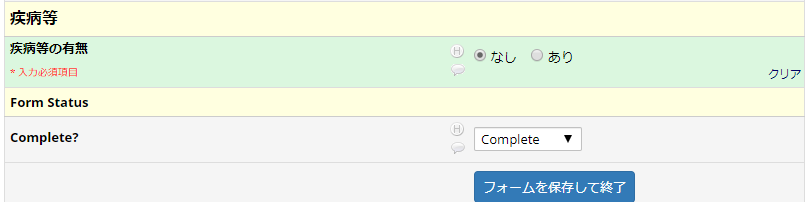 疾病等
疾病等の有無
H
なし
あり
* 入力必須項目
クリア
Form Status
Complete?
H
Complete
フォームを保存して終了